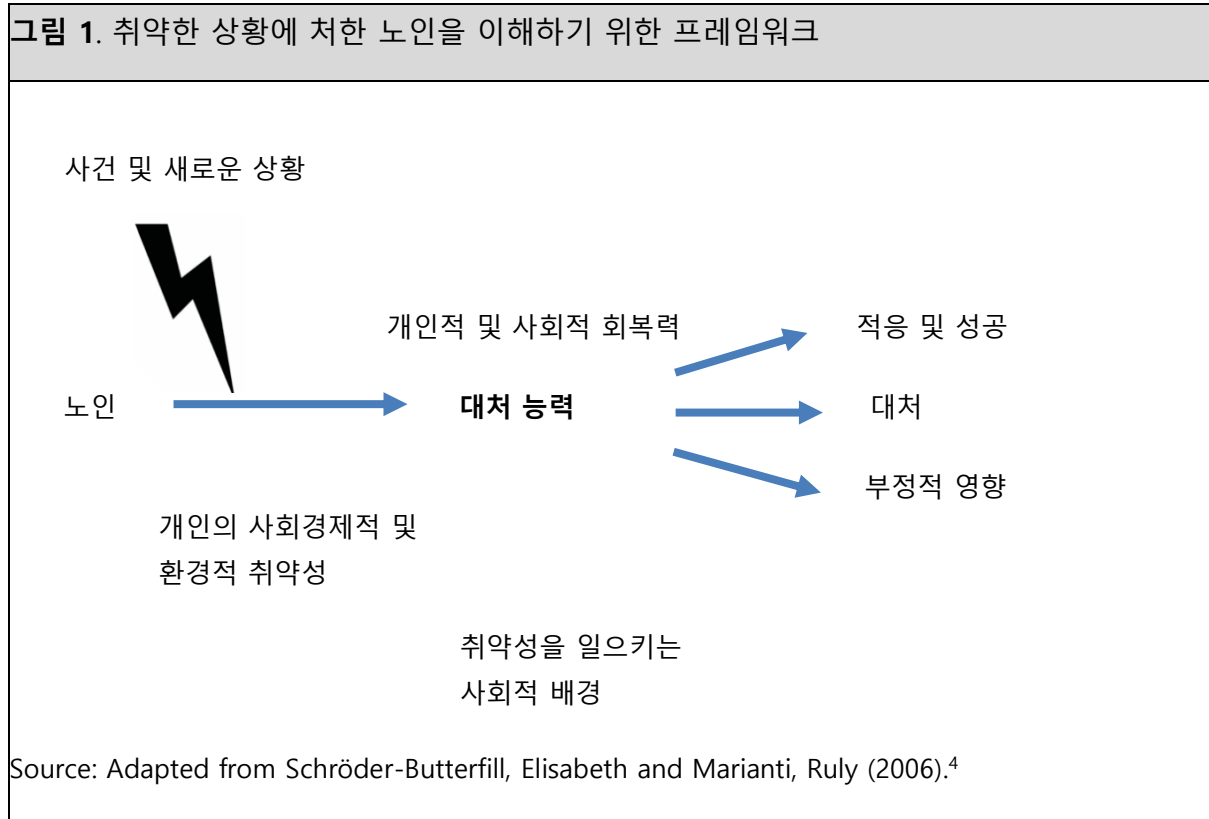 그림 1. 취약한 상황에 처한 노인을 이해하기 위한 프레임워크
사건 및 새로운 상황
개인적 및 사회적 회복력
적응 및 성공
노인
대처 능력
대처
부정적 영향
개인의 사회경제적 및
환경적 취약성
취약성을 일으키는
사회적 배경
Source: Adapted from Schröder-Butterfill, Elisabeth and Marianti, Ruly (2006).⁴